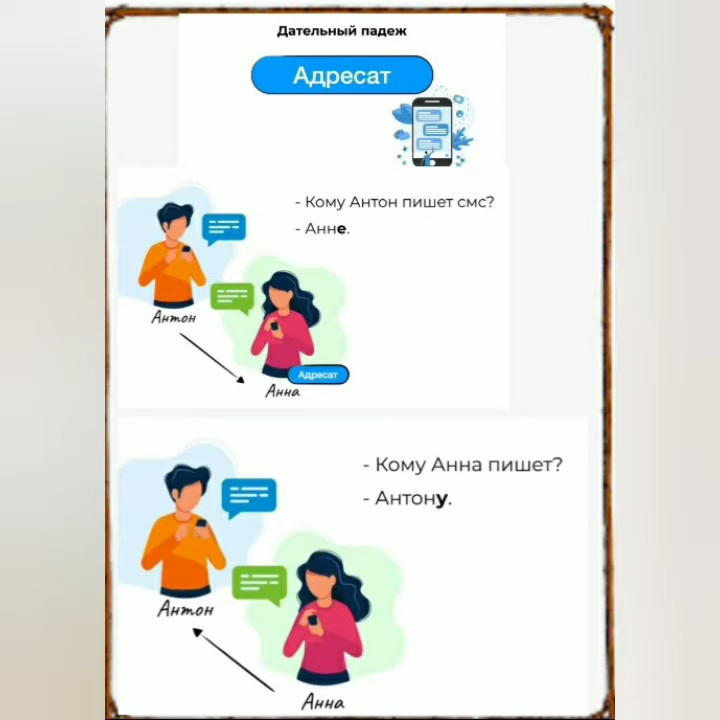 Дательный падеж
Адресат
- Кому Антон пишет смс?
- Анне.
Антон
Адресат
Анна
- Кому Анна пишет?
- Антону.
Антон
Анна